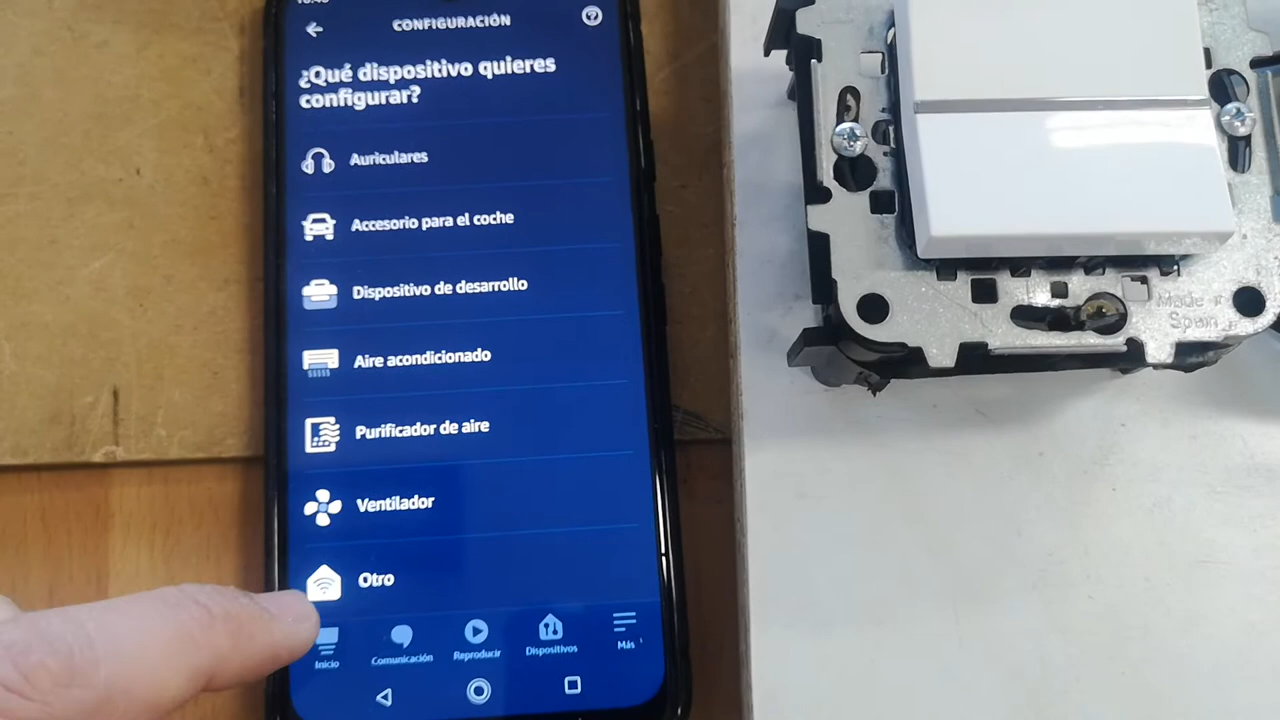 CONFIGURACIÓN
¿Qué dispositivo quieres
configurar?
Auriculares
Accesorio para el coche
Dispositivo de desarrollo
Aire acondicionado
Purificador de aire
Ventilador
Otro
Inicio
Comunicación
Reproducir
Dispositivos
Más
Made in
Spain